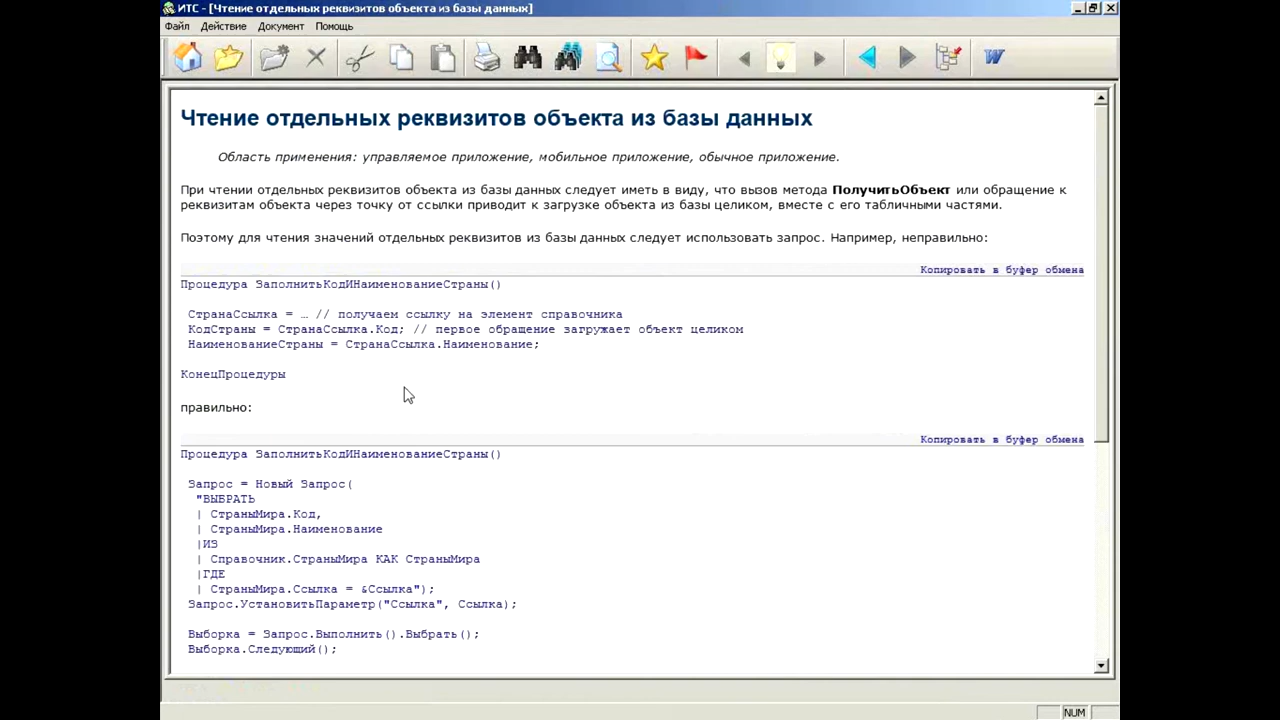 ИТС - [Чтение отдельных реквизитов объекта из базы данных]
Файл Действие Документ Помощь
Чтение отдельных реквизитов объекта из базы данных
Область применения: управляемое приложение, мобильное приложение, обычное приложение.
При чтении отдельных реквизитов объекта из базы данных следует иметь в виду, что вызов метода ПолучитьОбъект или обращение к
реквизитам объекта через точку от ссылки приводит к загрузке объекта из базы целиком, вместе с его табличными частями.
Поэтому для чтения значений отдельных реквизитов из базы данных следует использовать запрос. Например, неправильно:
Копировать в буфер обмена
Процедура ЗаполнитьКодИНаименованиеСтраны()
СтранаСсылка = … // получаем ссылку на элемент справочника
КодСтраны = СтранаСсылка.Код; // первое обращение загружает объект целиком
НаименованиеСтраны = СтранаСсылка.Наименование;
КонецПроцедуры
правильно:
Копировать в буфер обмена
Процедура ЗаполнитьКодИНаименованиеСтраны()
Запрос = Новый Запрос(
"ВЫБРАТЬ
| СтраныМира.Код,
| СтраныМира.Наименование
|ИЗ
| Справочник.СтраныМира КАК СтраныМира
|ГДЕ
| СтраныМира.Ссылка = &Ссылка");
Запрос.УстановитьПараметр("Ссылка", Ссылка);
Выборка = Запрос.Выполнить().Выбрать();
Выборка.Следующий();
NUM